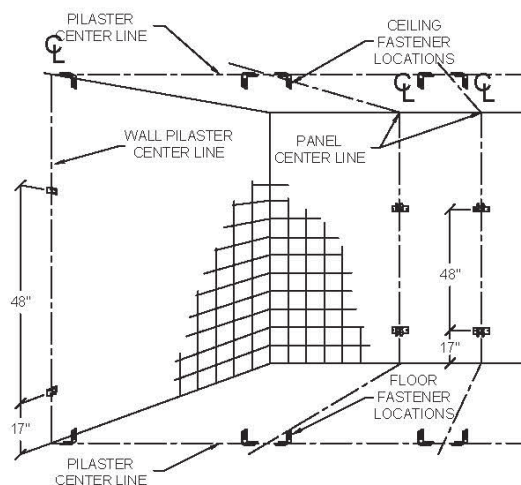 PILASTER
CENTER LINE
CEILING
FASTENER
LOCATIONS
CL
CL
CL
WALL PILASTER
CENTER LINE
PANEL
CENTER LINE
48"
48"
17"
17"
FLOOR
FASTENER
LOCATIONS
PILASTER
CENTER LINE